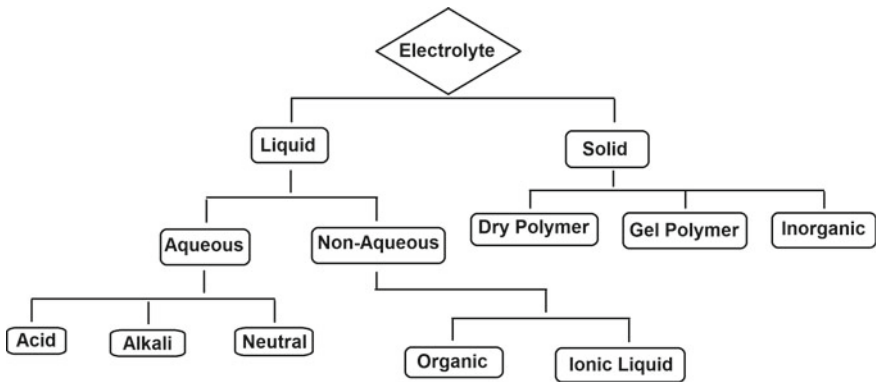 Electrolyte
Liquid
Solid
Aqueous
Non-Aqueous
Dry Polymer
Gel Polymer
Inorganic
Acid
Alkali
Neutral
Organic
Ionic Liquid